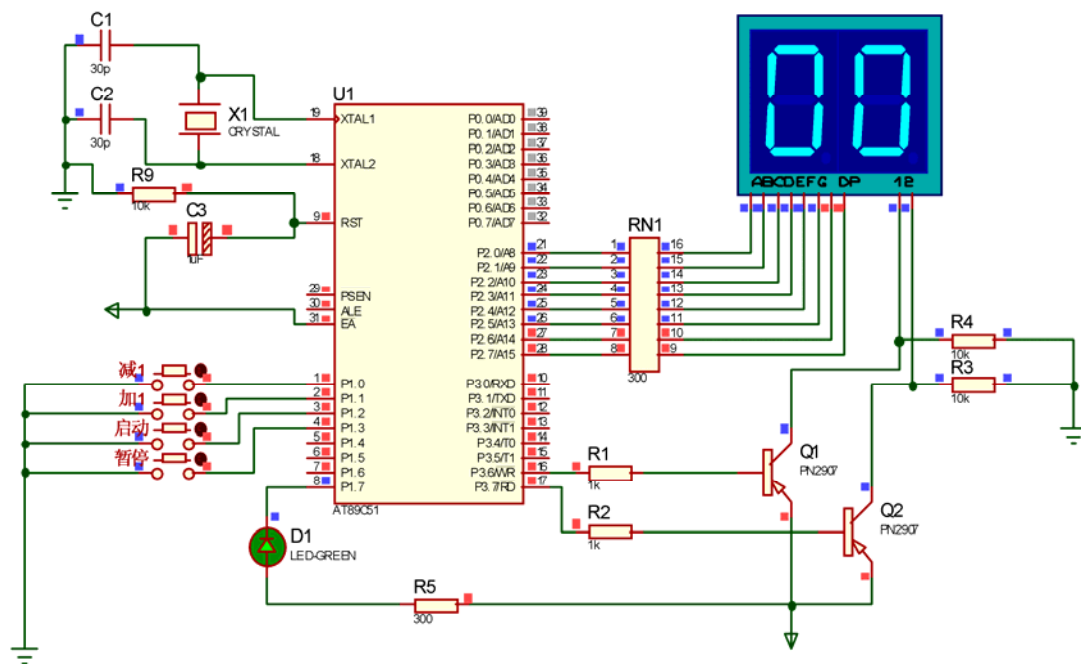 C1
30p
C2
30p
X1
CRYSTAL
R9
10k
C3
1uF
U1
19 XTAL1
18 XTAL2
9 RST
29 PSEN
30 ALE
31 EA
1 P1.0
2 P1.1
3 P1.2
4 P1.3
5 P1.4
6 P1.5
7 P1.6
8 P1.7
P0.0/AD0 39
P0.1/AD1 38
P0.2/AD2 37
P0.3/AD3 36
P0.4/AD4 35
P0.5/AD5 34
P0.6/AD6 33
P0.7/AD7 32
P2.0/A8 21
P2.1/A9 22
P2.2/A10 23
P2.3/A11 24
P2.4/A12 25
P2.5/A13 26
P2.6/A14 27
P2.7/A15 28
P3.0/RXD 10
P3.1/TXD 11
P3.2/INT0 12
P3.3/INT1 13
P3.4/T0 14
P3.5/T1 15
P3.6/WR 16
P3.7/RD 17
AT89C51
减1
加1
启动
暂停
D1
LED-GREEN
R5
300
RN1
1 16
2 15
3 14
4 13
5 12
6 11
7 10
8 9
300
00
ABCDEFG DP 12
R4
10k
R3
10k
R1
1k
R2
1k
Q1
PN2907
Q2
PN2907